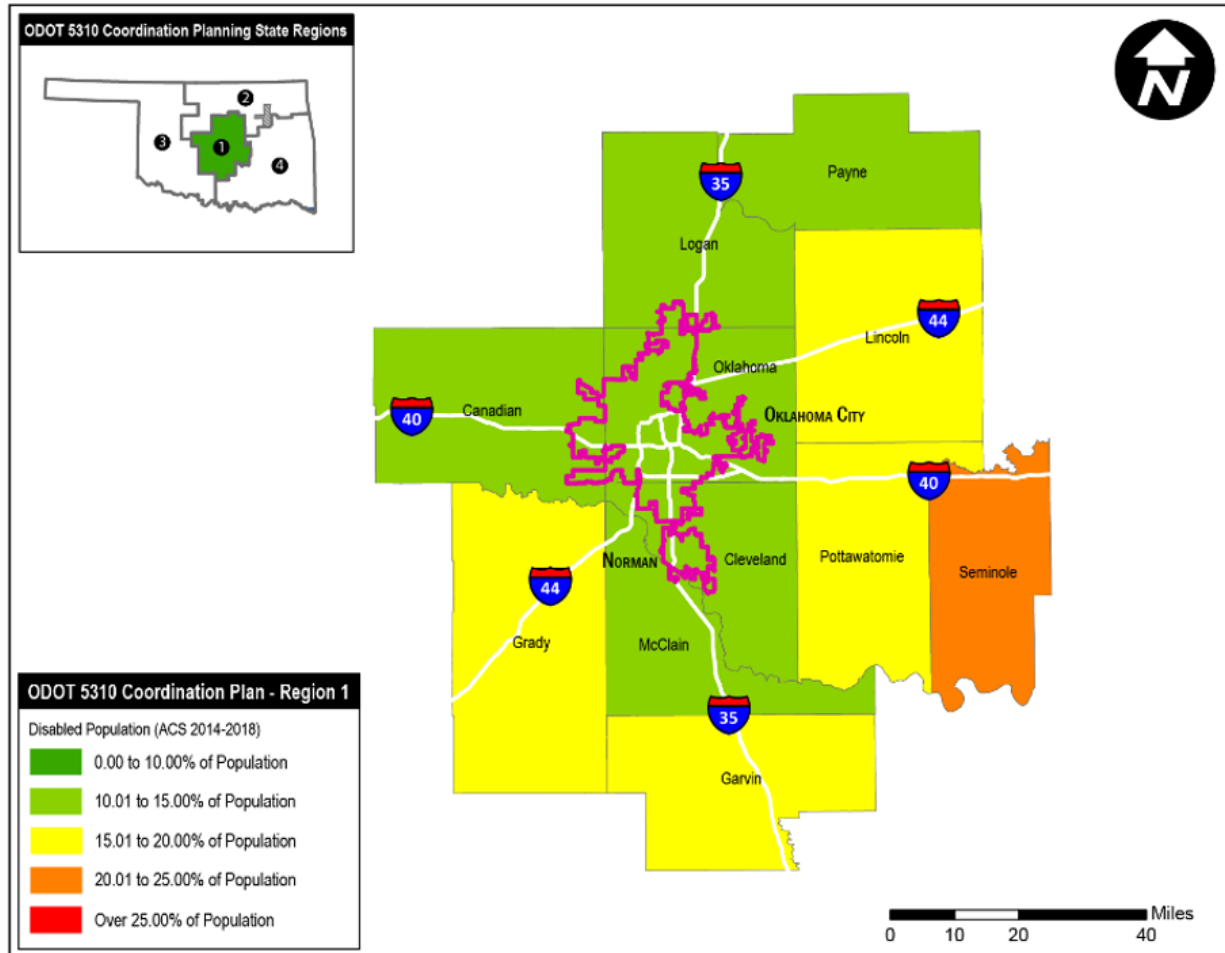 ODOT 5310 Coordination Planning State Regions
2
3
1
4
N
Payne
35
Logan
44
Lincoln
Oklahoma
40
Canadian
OKLAHOMA CITY
40
NORMAN
Cleveland
Pottawatomie
Seminole
44
Grady
McClain
35
Garvin
ODOT 5310 Coordination Plan - Region 1
Disabled Population (ACS 2014-2018)
0.00 to 10.00% of Population
10.01 to 15.00% of Population
15.01 to 20.00% of Population
20.01 to 25.00% of Population
Over 25.00% of Population
Miles
0 10 20 40